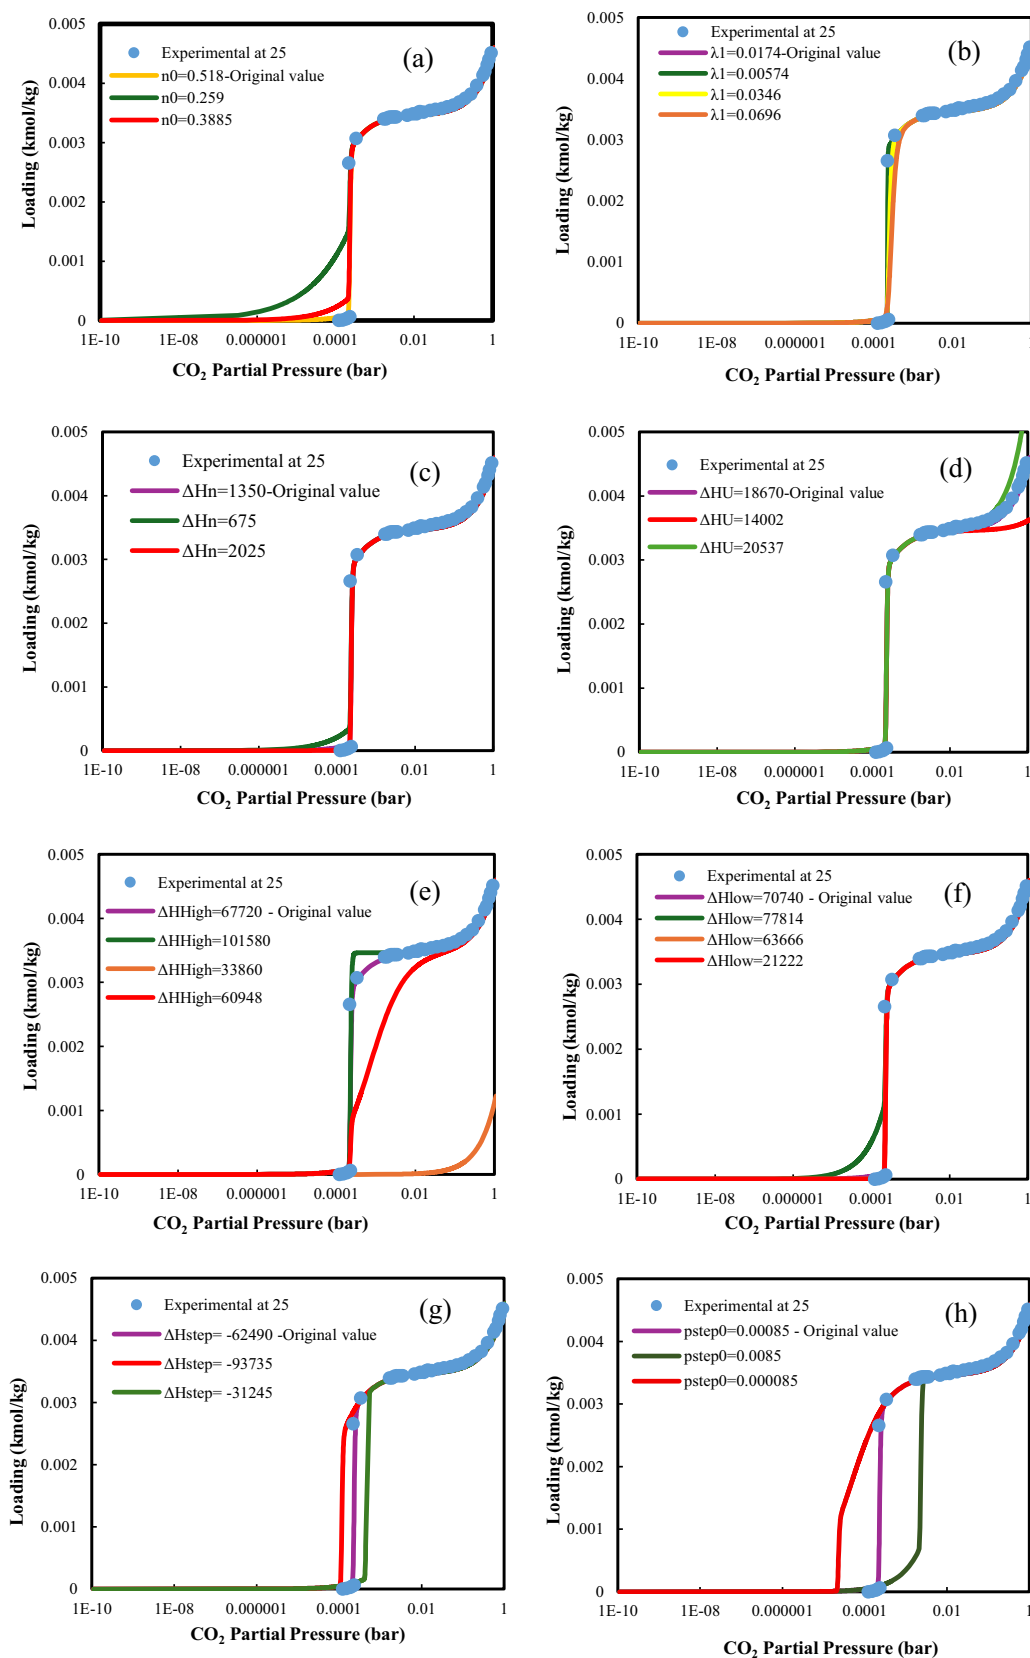 (a)
Loading (kmol/kg)
0.005
0.004
0.003
0.002
0.001
0
Experimental at 25
n0=0.518-Original value
n0=0.259
n0=0.3885
1E-10
1E-08
0.000001
0.0001
0.01
1
CO₂ Partial Pressure (bar)
(b)
Loading (kmol/kg)
0.005
0.004
0.003
0.002
0.001
0
Experimental at 25
λ1=0.0174-Original value
λ1=0.00574
λ1=0.0346
λ1=0.0696
1E-10
1E-08
0.000001
0.0001
0.01
1
CO₂ Partial Pressure (bar)
(c)
Loading (kmol/kg)
0.005
0.004
0.003
0.002
0.001
0
Experimental at 25
ΔHn=1350-Original value
ΔHn=675
ΔHn=2025
1E-10
1E-08
0.000001
0.0001
0.01
1
CO₂ Partial Pressure (bar)
(d)
Loading (kmol/kg)
0.005
0.004
0.003
0.002
0.001
0
Experimental at 25
ΔHU=18670-Original value
ΔHU=14002
ΔHU=20537
1E-10
1E-08
0.000001
0.0001
0.01
1
CO₂ Partial Pressure (bar)
(e)
Loading (kmol/kg)
0.005
0.004
0.003
0.002
0.001
0
Experimental at 25
ΔHHigh=67720 - Original value
ΔHHigh=101580
ΔHHigh=33860
ΔHHigh=60948
1E-10
1E-08
0.000001
0.0001
0.01
1
CO₂ Partial Pressure (bar)
(f)
Loading (kmol/kg)
0.005
0.004
0.003
0.002
0.001
0
Experimental at 25
ΔHlow=70740 - Original value
ΔHlow=77814
ΔHlow=63666
ΔHlow=21222
1E-10
1E-08
0.000001
0.0001
0.01
1
CO₂ Partial Pressure (bar)
(g)
Loading (kmol/kg)
0.005
0.004
0.003
0.002
0.001
0
Experimental at 25
ΔHstep= -62490 -Original value
ΔHstep= -93735
ΔHstep= -31245
1E-10
1E-08
0.000001
0.0001
0.01
1
CO₂ Partial Pressure (bar)
(h)
Loading (kmol/kg)
0.005
0.004
0.003
0.002
0.001
0
Experimental at 25
pstep0=0.00085 - Original value
pstep0=0.0085
pstep0=0.000085
1E-10
1E-08
0.000001
0.0001
0.01
1
CO₂ Partial Pressure (bar)